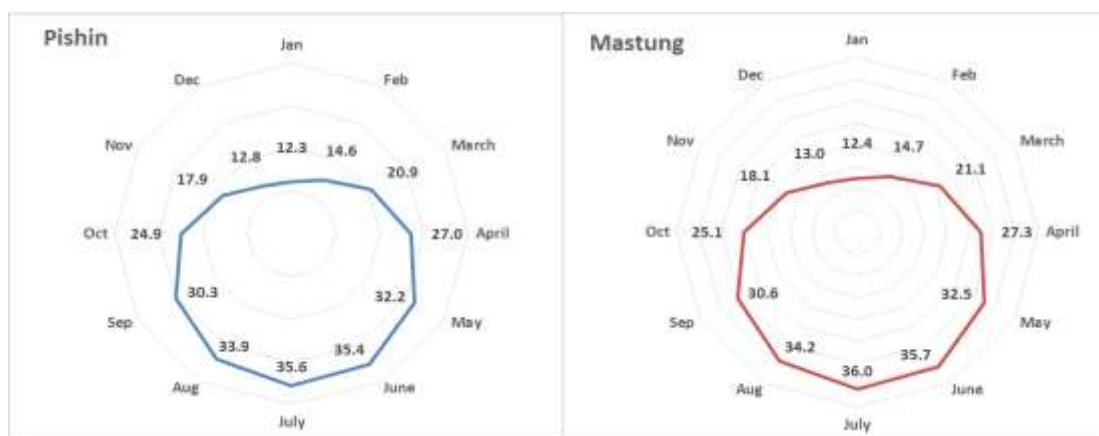 Pishin
Jan
Dec
Feb
Nov
March
12.3
12.8
14.6
17.9
20.9
Oct
24.9
27.0
April
30.3
32.2
Sep
May
33.9
35.4
35.6
Aug
June
July
Mastung
Jan
Dec
Feb
Nov
March
12.4
13.0
14.7
18.1
21.1
Oct
25.1
27.3
April
30.6
32.5
Sep
May
34.2
35.7
36.0
Aug
June
July